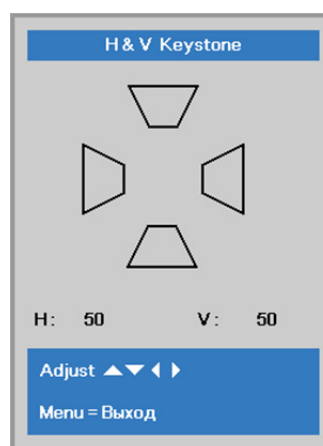 H & V Keystone
H: 50 V: 50
Adjust ▲▼◀▶
Menu = Выход